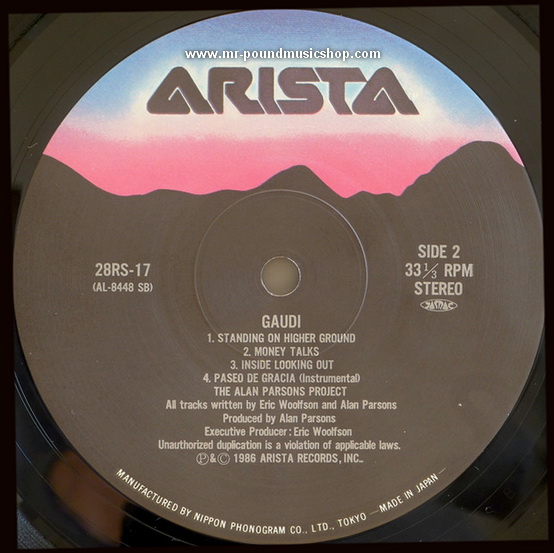 www.mr-poundmusicshop.com
ARISTA
28RS-17
(AL-8448 SB)
SIDE 2
33 1/3 RPM
STEREO
GAUDI
1. STANDING ON HIGHER GROUND
2. MONEY TALKS
3. INSIDE LOOKING OUT
4. PASEO DE GRACIA (Instrumental)
THE ALAN PARSONS PROJECT
All tracks written by Eric Woolfson and Alan Parsons
Produced by Alan Parsons
Executive Producer: Eric Woolfson
Unauthorized duplication is a violation of applicable laws.
℗&© 1986 ARISTA RECORDS, INC..
MANUFACTURED BY NIPPON PHONOGRAM CO., LTD., TOKYO —MADE IN JAPAN—